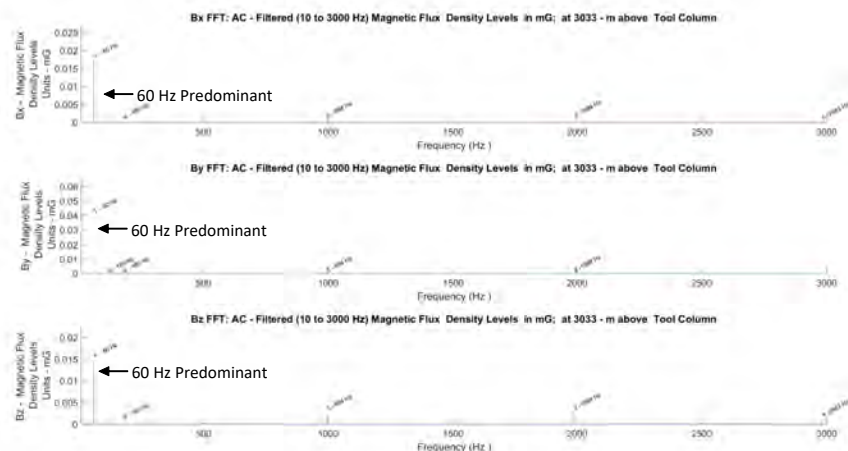 Bx FFT: AC - Filtered (10 to 3000 Hz) Magnetic Flux Density Levels in mG; at 3033 - m above Tool Column
Bx - Magnetic Flux
Density Levels
Units - mG
0.025
0.02
0.015
0.01
0.005
0
60 Hz Predominant
500 1000 1500 2000 2500 3000
Frequency (Hz )
By FFT: AC - Filtered (10 to 3000 Hz) Magnetic Flux Density Levels in mG; at 3033 - m above Tool Column
By - Magnetic Flux
Density Levels
Units - mG
0.06
0.05
0.04
0.03
0.02
0.01
0
60 Hz Predominant
500 1000 1500 2000 2500 3000
Frequency (Hz )
Bz FFT: AC - Filtered (10 to 3000 Hz) Magnetic Flux Density Levels in mG; at 3033 - m above Tool Column
Bz - Magnetic Flux
Density Levels
Units - mG
0.02
0.015
0.01
0.005
0
60 Hz Predominant
500 1000 1500 2000 2500 3000
Frequency (Hz )